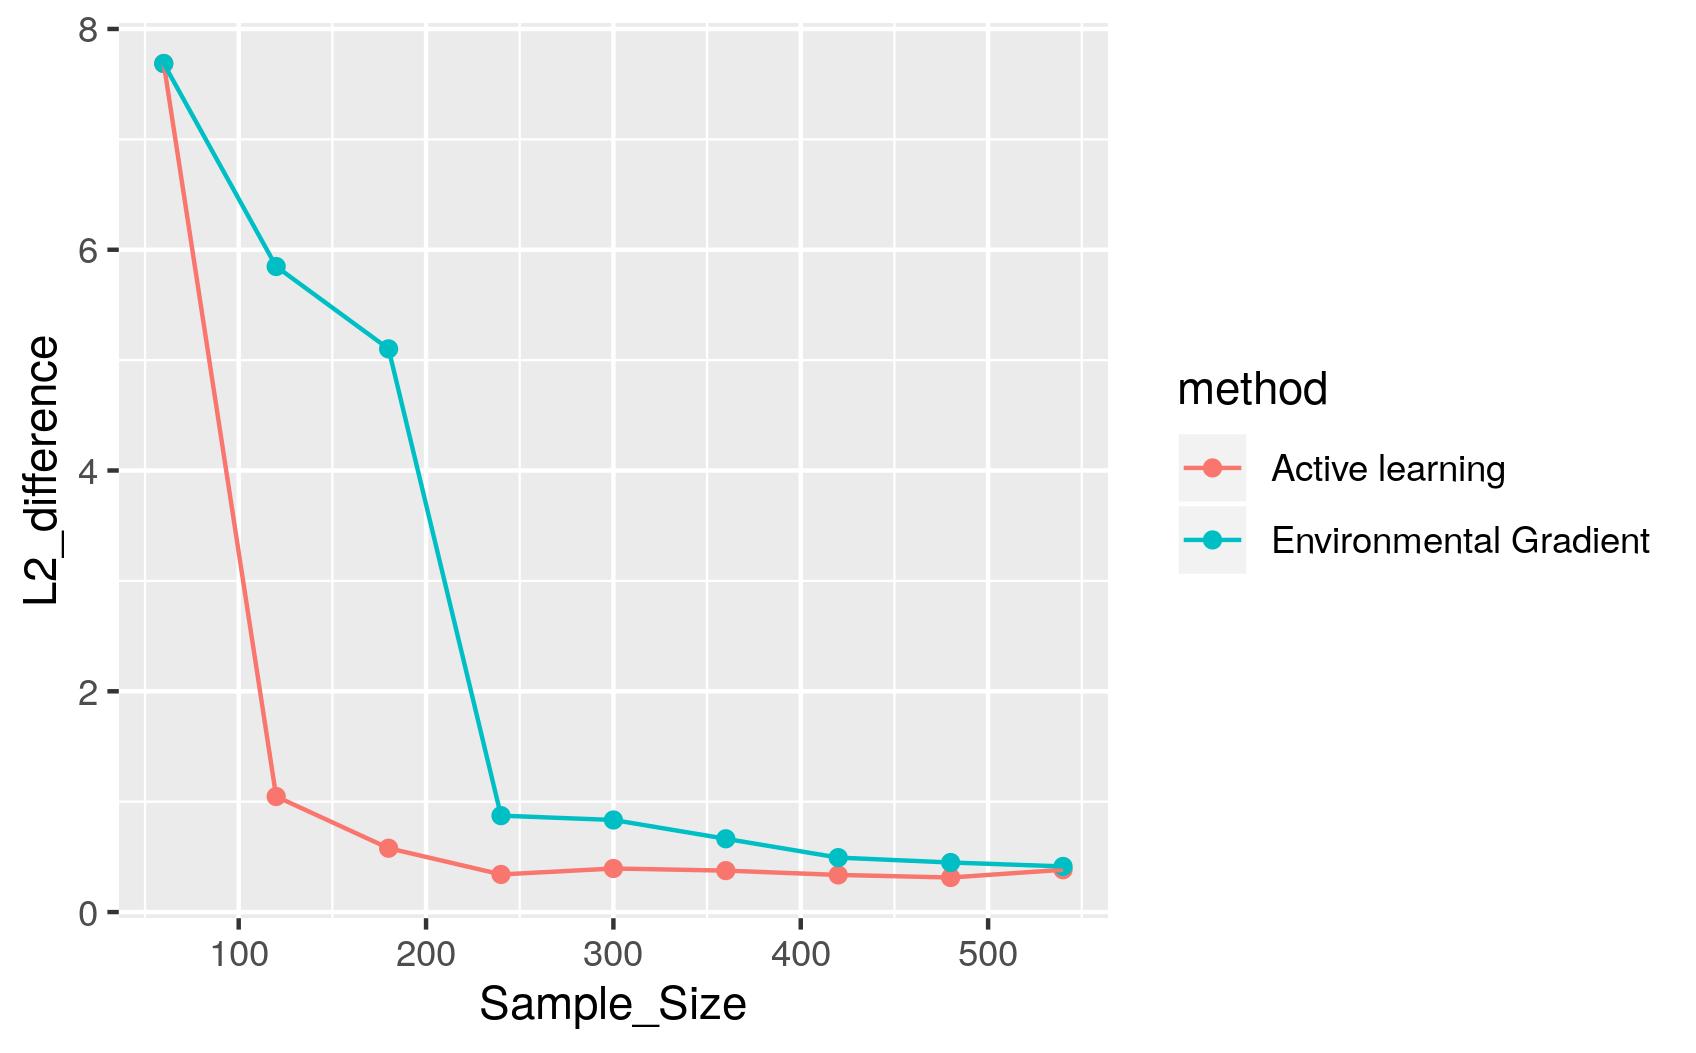 8
6
4
2
0
L2_difference
100 200 300 400 500
Sample_Size
method
Active learning
Environmental Gradient